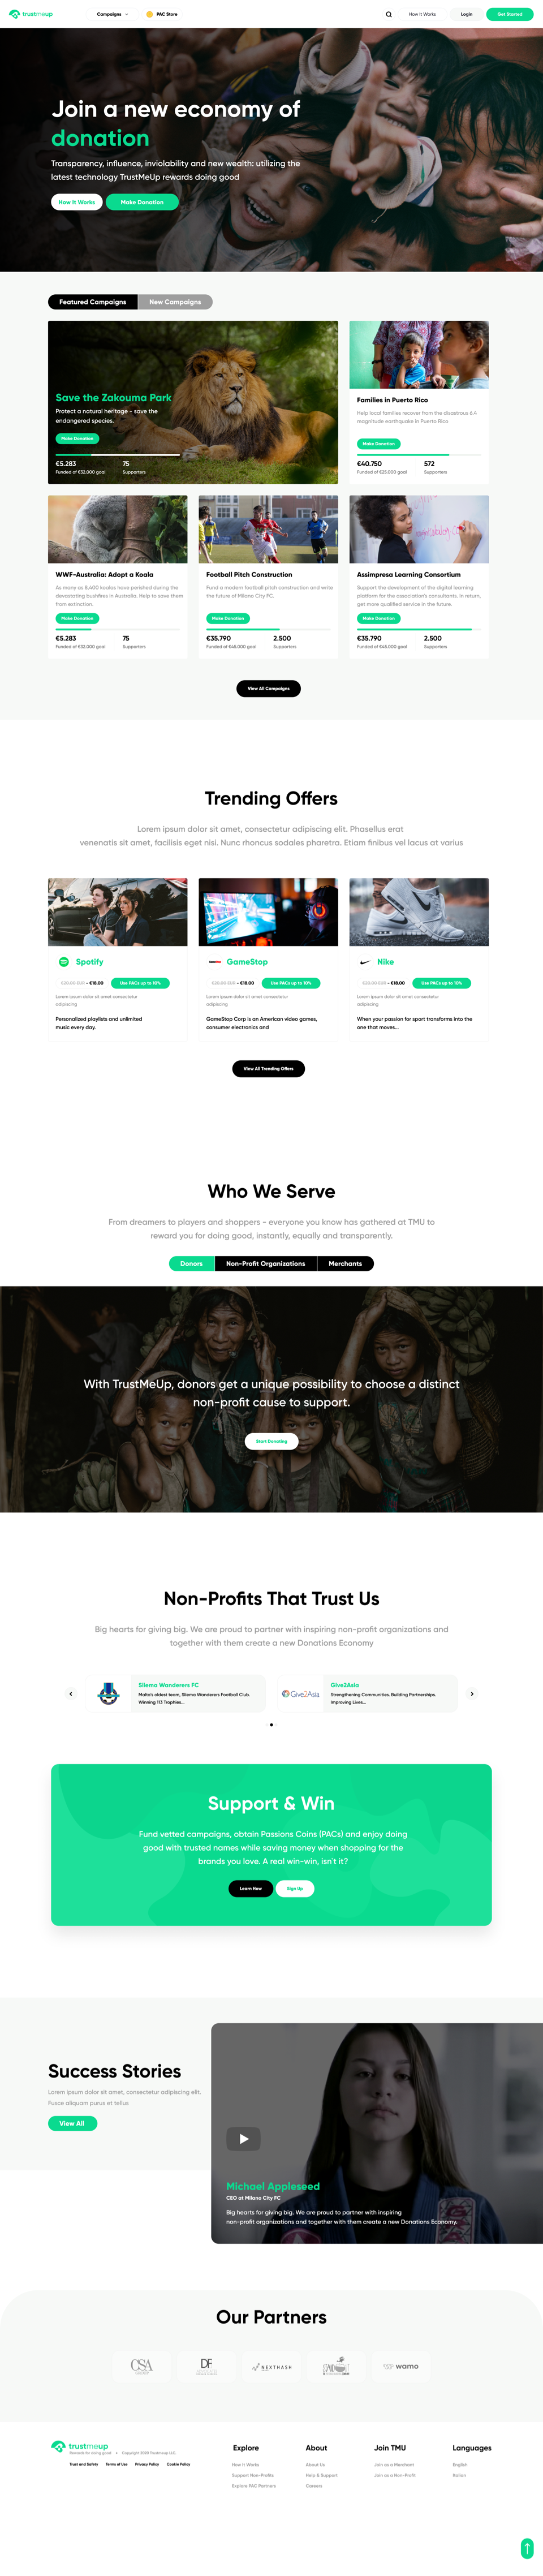 trustmeup
Campaigns
PAC Store
How It Works
Login
Get Started
Join a new economy of
donation
Transparency, influence, inviolability and new wealth: utilizing the
latest technology TrustMeUp rewards doing good
How It Works
Make Donation
Featured Campaigns
New Campaigns
Save the Zakouma Park
Protect a natural heritage - save the
endangered species.
Make Donation
€5.283
75
Funded of €32,000 goal
Supporters
Families in Puerto Rico
Help local families recover from the disastrous 6.4
magnitude earthquake in Puerto Rico
Make Donation
€40.750
572
Funded of €25,000 goal
Supporters
WWF-Australia: Adopt a Koala
As many as 8,400 koalas have perished during the
devastating bushfires in Australia. Help to save them
from extinction.
Make Donation
€5.283
75
Funded of €32,000 goal
Supporters
Football Pitch Construction
Fund a modern football pitch construction and write
the future of Milano City FC.
Make Donation
€35.790
2.500
Funded of €45,000 goal
Supporters
Assimpresa Learning Consortium
Support the development of the digital learning
platform for the association's consultants. In return,
get more qualified service in the future.
Make Donation
€35.790
2.500
Funded of €45,000 goal
Supporters
View All Campaigns
Trending Offers
Lorem ipsum dolor sit amet, consectetur adipiscing elit. Phasellus erat
venenatis sit amet, facilisis eget nisi. Nunc rhoncus sodales pharetra. Etiam finibus vel lacus at varius
Spotify
€20.00 EUR - €18.00
Use PACs up to 10%
Lorem ipsum dolor sit amet consectetur
adipiscing
Personalized playlists and unlimited
music every day.
GameStop
€20.00 EUR - €18.00
Use PACs up to 10%
Lorem ipsum dolor sit amet consectetur
adipiscing
GameStop Corp is an American video games,
consumer electronics and
Nike
€20.00 EUR - €18.00
Use PACs up to 10%
Lorem ipsum dolor sit amet consectetur
adipiscing
When your passion for sport transforms into the
one that moves...
View All Trending Offers
Who We Serve
From dreamers to players and shoppers - everyone you know has gathered at TMU to
reward you for doing good, instantly, equally and transparently.
Donors
Non-Profit Organizations
Merchants
With TrustMeUp, donors get a unique possibility to choose a distinct
non-profit cause to support.
Start Donating
Non-Profits That Trust Us
Big hearts for giving big. We are proud to partner with inspiring non-profit organizations and
together with them create a new Donations Economy
Sliema Wanderers FC
Malta's oldest team, Sliema Wanderers Football Club.
Winning 113 Trophies...
Give2Asia
Give2Asia
Strengthening Communities. Building Partnerships.
Improving Lives...
Support & Win
Fund vetted campaigns, obtain Passions Coins (PACs) and enjoy doing
good with trusted names while saving money when shopping for the
brands you love. A real win-win, isn't it?
Learn How
Sign Up
Success Stories
Lorem ipsum dolor sit amet, consectetur adipiscing elit.
Fusce aliquam purus et tellus
View All
Michael Appleseed
CEO at Milano City FC
Big hearts for giving big. We are proud to partner with inspiring
non-profit organizations and together with them create a new Donations Economy.
Our Partners
CSA
DF
NEXTHASH
wamo
trustmeup
Rewards for doing good
Copyright 2020 Trustmeup LLC.
Trust and Safety
Terms of Use
Privacy Policy
Cookie Policy
Explore
How It Works
Support Non-Profits
Explore PAC Partners
About
About Us
Help & Support
Careers
Join TMU
Join as a Merchant
Join as a Non-Profit
Languages
English
Italian